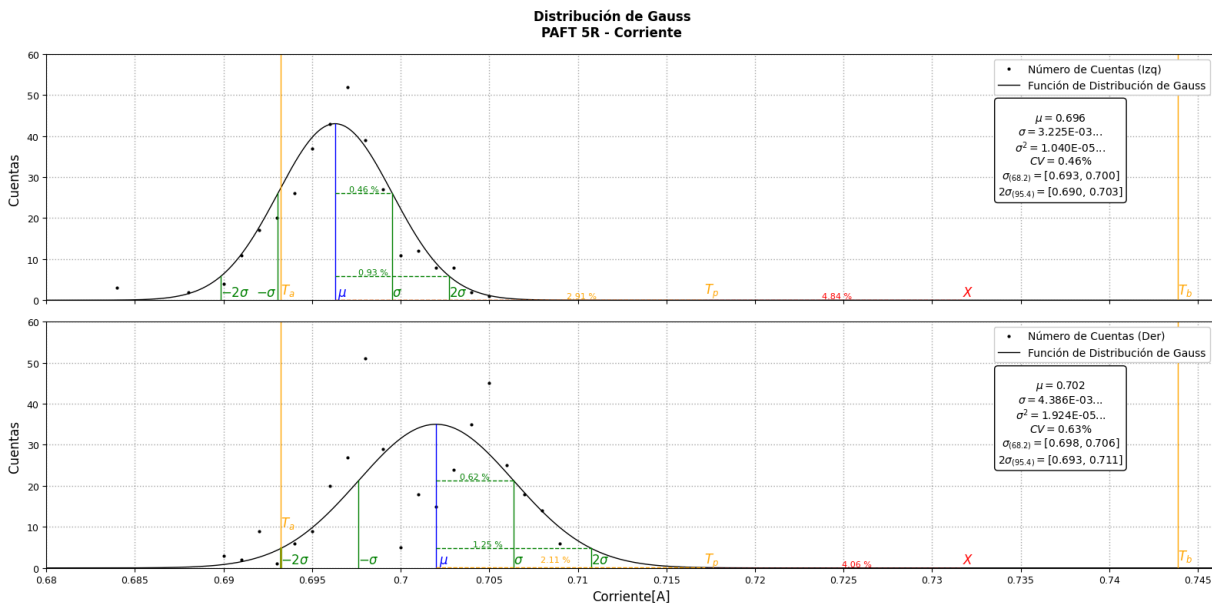 Distribución de Gauss
PAFT 5R - Corriente
60
50
40
30
20
10
0
Cuentas
Número de Cuentas (Izq)
Función de Distribución de Gauss
μ = 0.696
σ = 3.225E-03...
σ² = 1.040E-05...
CV = 0.46%
σ(68.2) = [0.693, 0.700]
2σ(95.4) = [0.690, 0.703]
0.46 %
0.93 %
−2σ −σ Ta μ σ 2σ 2.91 % Tp 4.84 % X Tb
60
50
40
30
20
10
0
Cuentas
Número de Cuentas (Der)
Función de Distribución de Gauss
μ = 0.702
σ = 4.386E-03...
σ² = 1.924E-05...
CV = 0.63%
σ(68.2) = [0.698, 0.706]
2σ(95.4) = [0.693, 0.711]
0.62 %
Ta
1.25 %
−2σ −σ μ σ 2.11 % 2σ Tp 4.06 % X Tb
0.68 0.685 0.69 0.695 0.7 0.705 0.71 0.715 0.72 0.725 0.73 0.735 0.74 0.745
Corriente[A]